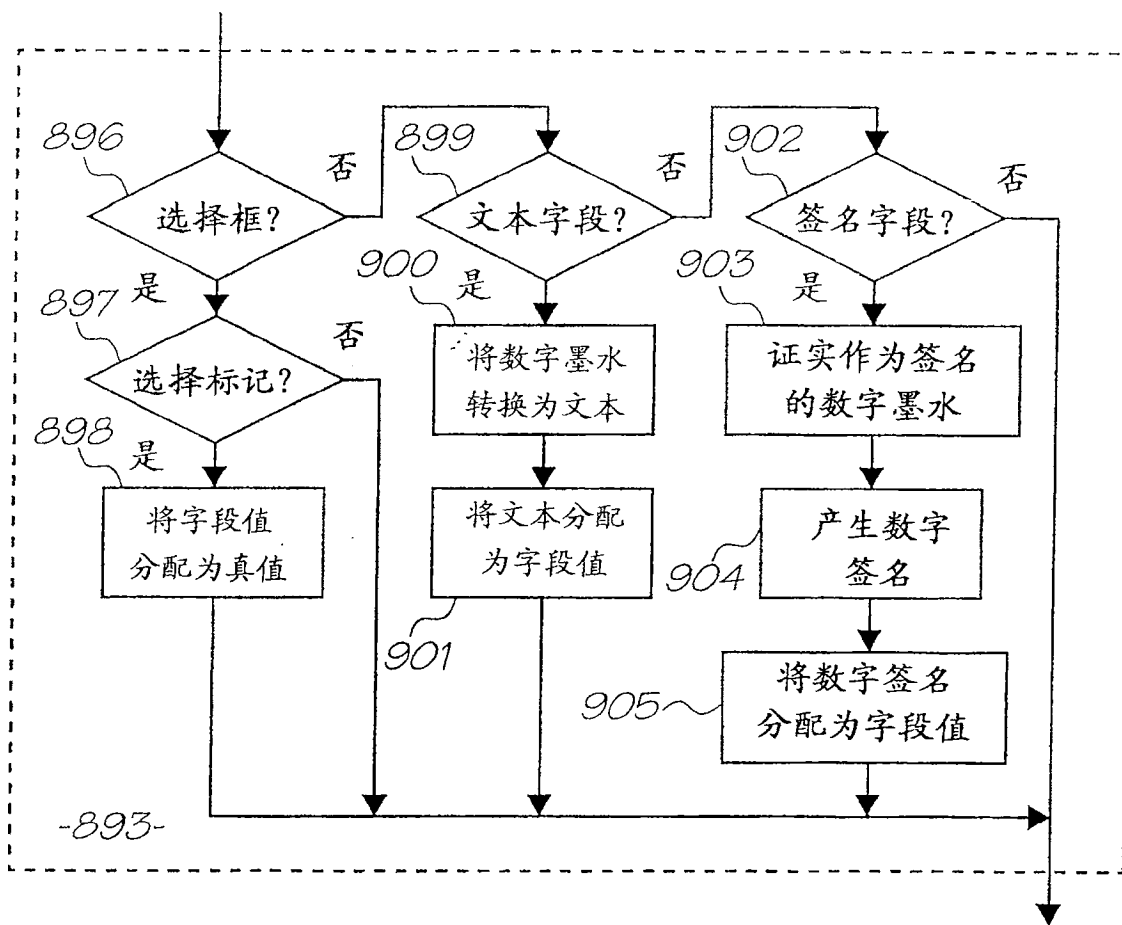 896
899
902
否
否
否
选择框?
文本字段?
签名字段?
是
900
是
903
是
897
否
选择标记?
将数字墨水
转换为文本
证实作为签名
的数字墨水
898
是
将字段值
分配为真值
将文本分配
为字段值
901
产生数字
签名
904
将数字签名
分配为字段值
905
-893-